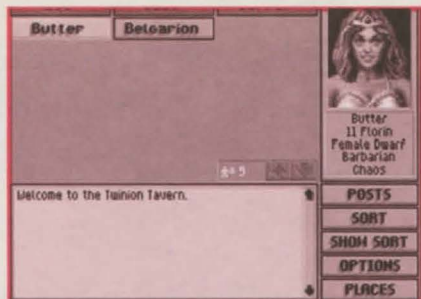 Butter
Belgarion
Butter
11 Florin
Female Dwarf
Barbarian
Chaos
Welcome to the Twinion Tavern.
POSTS
SORT
SHOW SORT
OPTIONS
PLACES